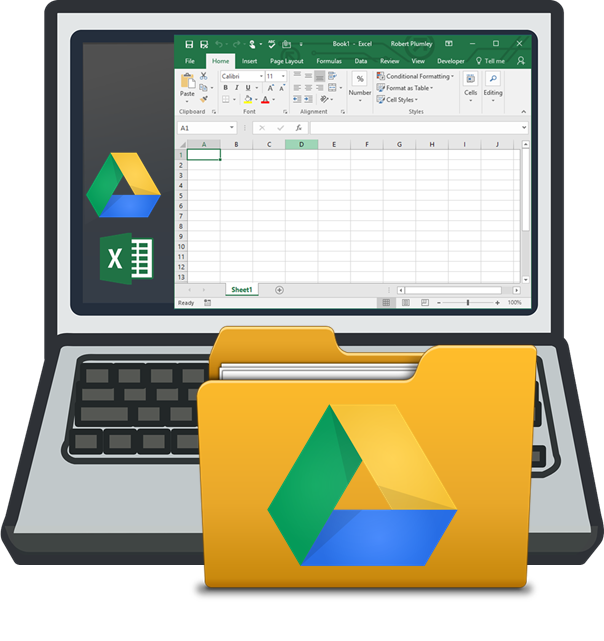 Book1 - Excel
Robert Plumley
File Home Insert Page Layout Formulas Data Review View Developer Tell me
Calibri 11
Conditional Formatting
Paste
B I U
A A
%
Number
Format as Table
Cells
Editing
A
Cell Styles
Clipboard Font Alignment Styles
A1
fx
A B C D E F G H I J
1
2
3
4
5
6
7
8
9
10
11
12
13
X
Sheet1
Ready
100%